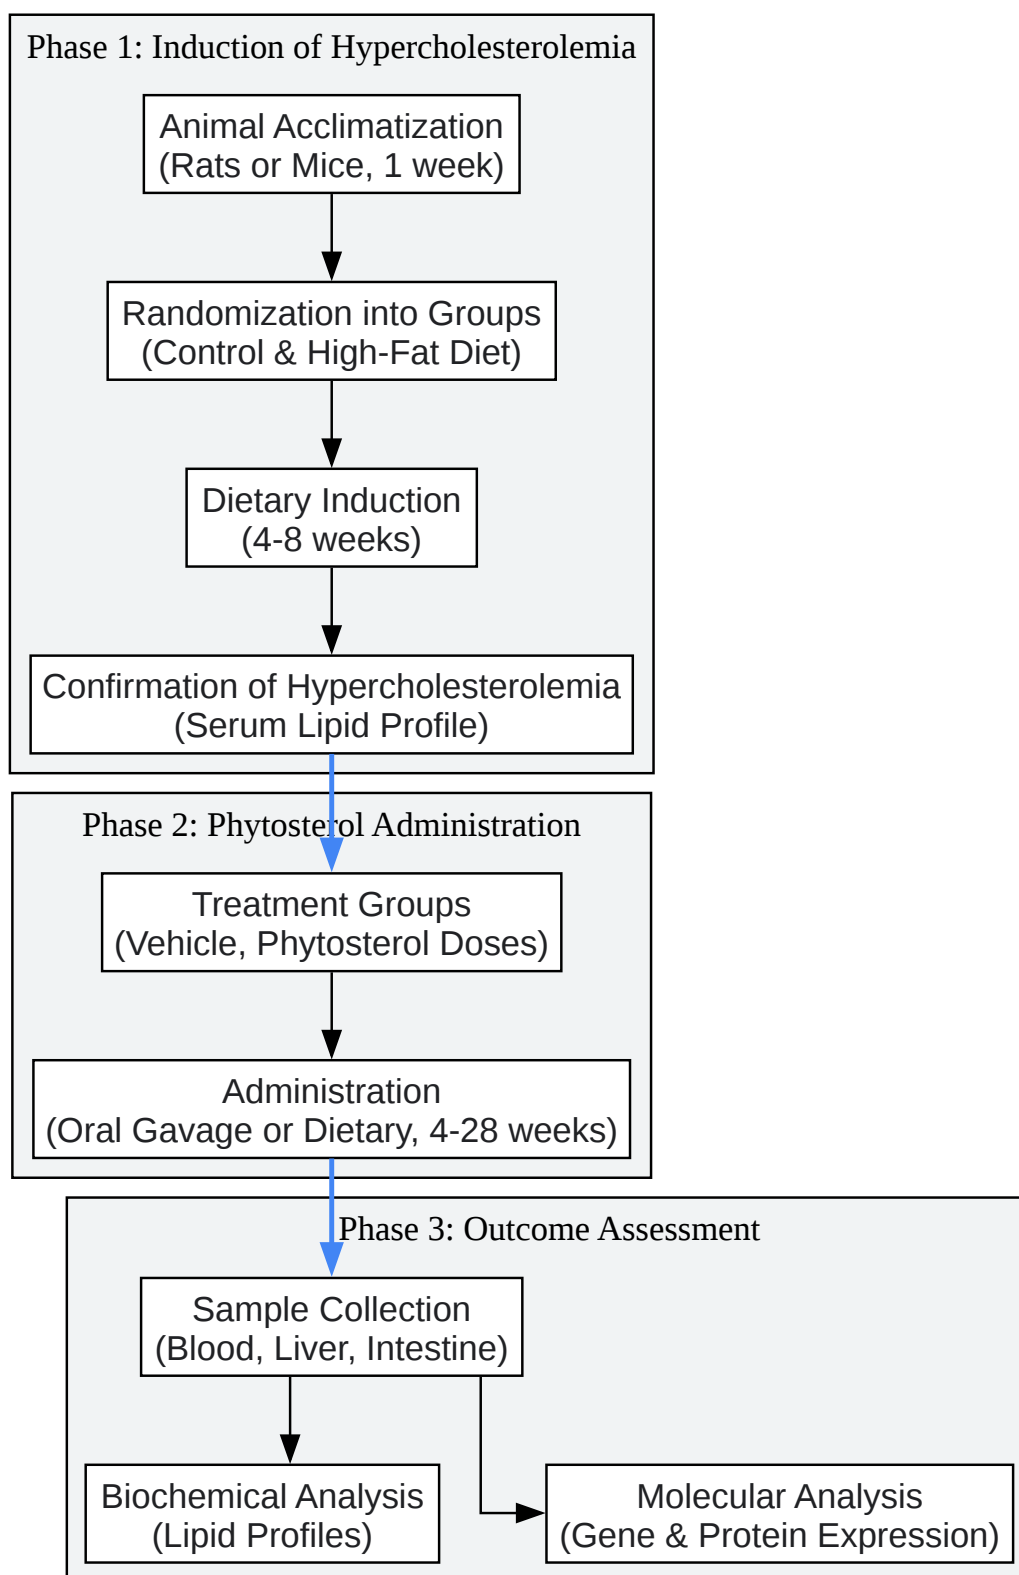 Phase 1: Induction of Hypercholesterolemia
Animal Acclimatization
(Rats or Mice, 1 week)
Randomization into Groups
(Control & High-Fat Diet)
Dietary Induction
(4-8 weeks)
Confirmation of Hypercholesterolemia
(Serum Lipid Profile)
Phase 2: Phytosterol Administration
Treatment Groups
(Vehicle, Phytosterol Doses)
Administration
(Oral Gavage or Dietary, 4-28 weeks)
Phase 3: Outcome Assessment
Sample Collection
(Blood, Liver, Intestine)
Biochemical Analysis
(Lipid Profiles)
Molecular Analysis
(Gene & Protein Expression)